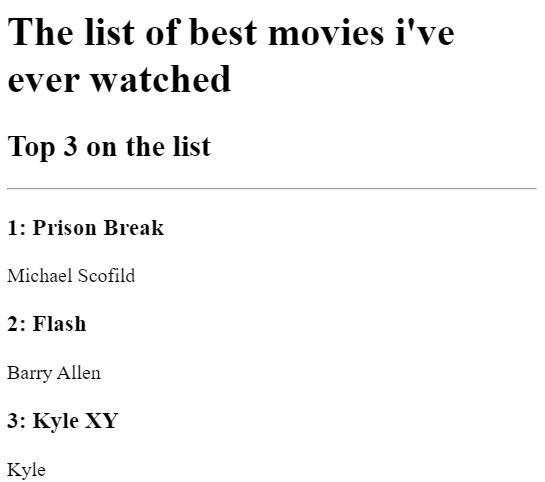 The list of best movies i've
ever watched
Top 3 on the list
1: Prison Break
Michael Scofild
2: Flash
Barry Allen
3: Kyle XY
Kyle